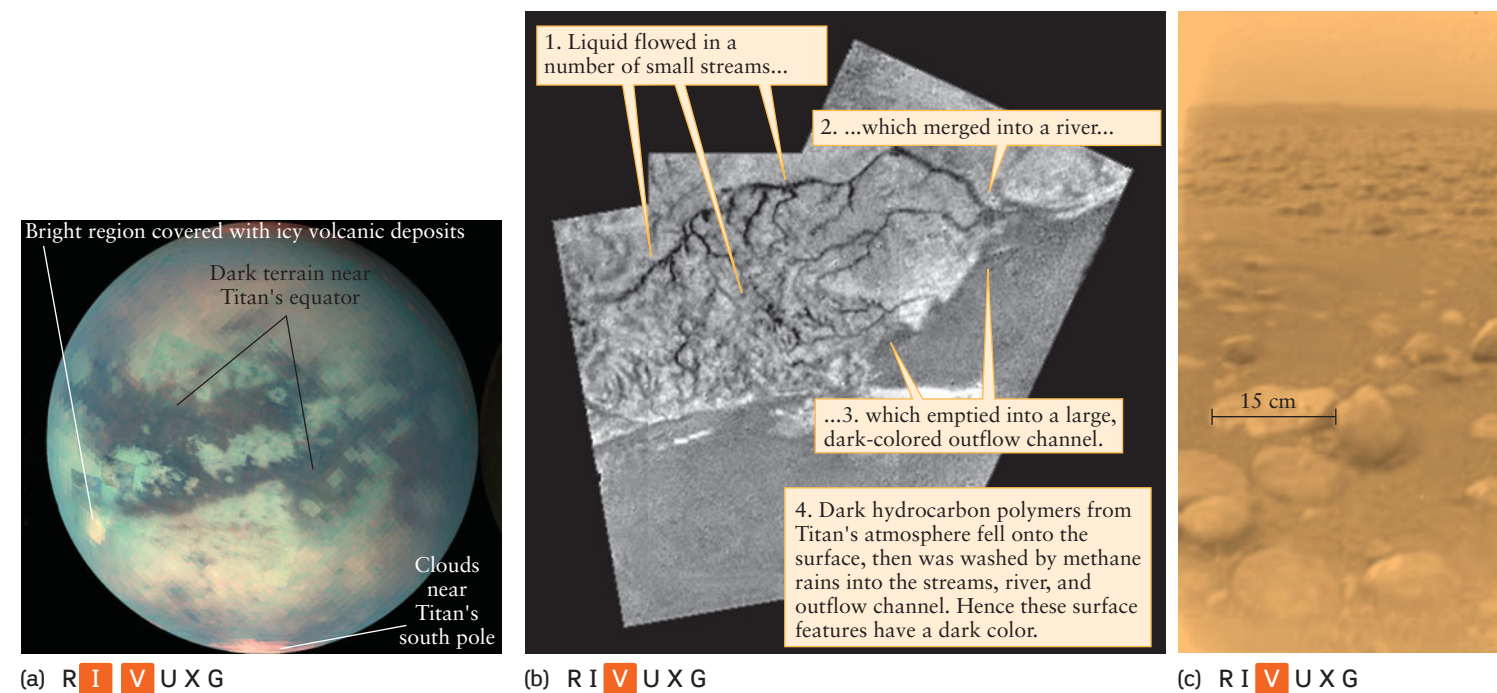 Bright region covered with icy volcanic deposits
Dark terrain near
Titan's equator
Clouds
near
Titan's
south pole
(a) R I V U X G
1. Liquid flowed in a
number of small streams...
2. ...which merged into a river...
...3. which emptied into a large,
dark-colored outflow channel.
4. Dark hydrocarbon polymers from
Titan's atmosphere fell onto the
surface, then was washed by methane
rains into the streams, river, and
outflow channel. Hence these surface
features have a dark color.
(b) R I V U X G
15 cm
(c) R I V U X G